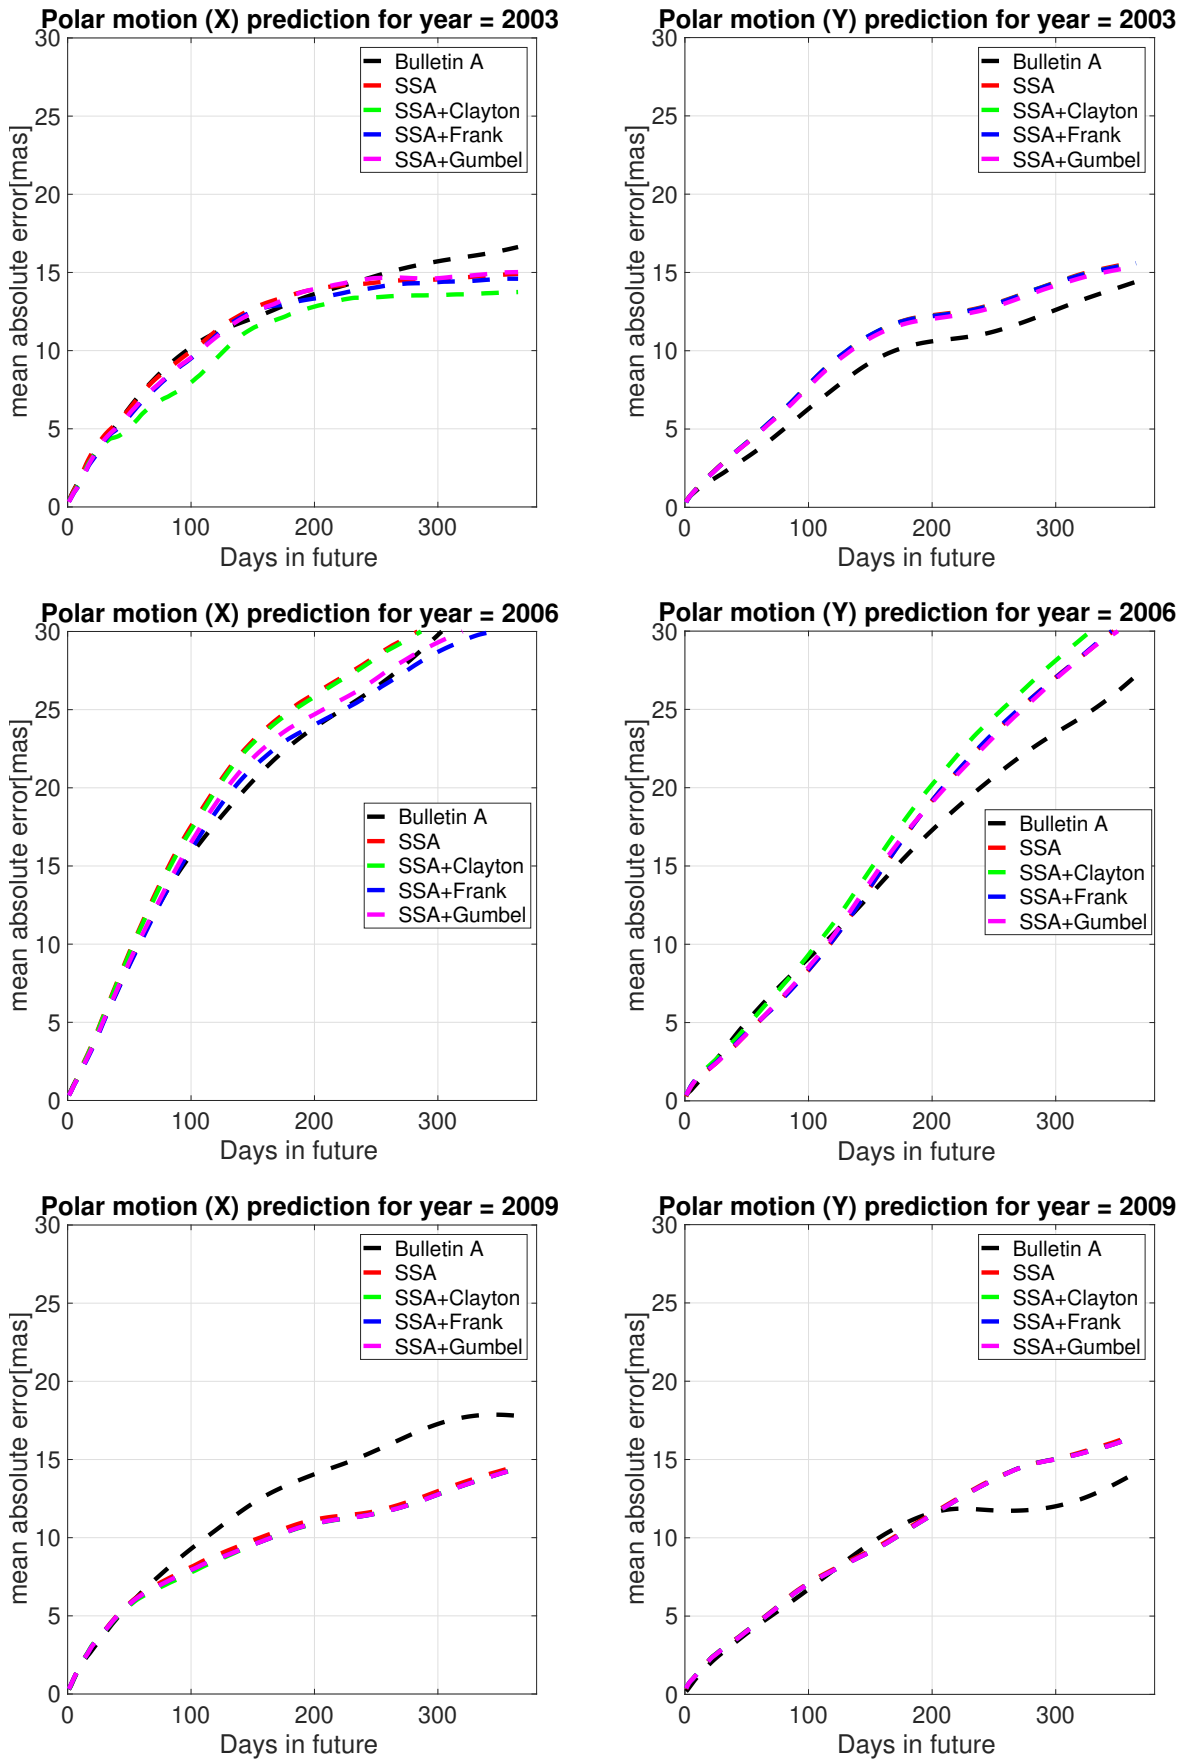 Polar motion (X) prediction for year = 2003
30
25
20
15
10
5
0
mean absolute error[mas]
Bulletin A
SSA
SSA+Clayton
SSA+Frank
SSA+Gumbel
0 100 200 300
Days in future
Polar motion (Y) prediction for year = 2003
30
25
20
15
10
5
0
mean absolute error[mas]
Bulletin A
SSA
SSA+Clayton
SSA+Frank
SSA+Gumbel
0 100 200 300
Days in future
Polar motion (X) prediction for year = 2006
30
25
20
15
10
5
0
mean absolute error[mas]
Bulletin A
SSA
SSA+Clayton
SSA+Frank
SSA+Gumbel
0 100 200 300
Days in future
Polar motion (Y) prediction for year = 2006
30
25
20
15
10
5
0
mean absolute error[mas]
Bulletin A
SSA
SSA+Clayton
SSA+Frank
SSA+Gumbel
0 100 200 300
Days in future
Polar motion (X) prediction for year = 2009
30
25
20
15
10
5
0
mean absolute error[mas]
Bulletin A
SSA
SSA+Clayton
SSA+Frank
SSA+Gumbel
0 100 200 300
Days in future
Polar motion (Y) prediction for year = 2009
30
25
20
15
10
5
0
mean absolute error[mas]
Bulletin A
SSA
SSA+Clayton
SSA+Frank
SSA+Gumbel
0 100 200 300
Days in future